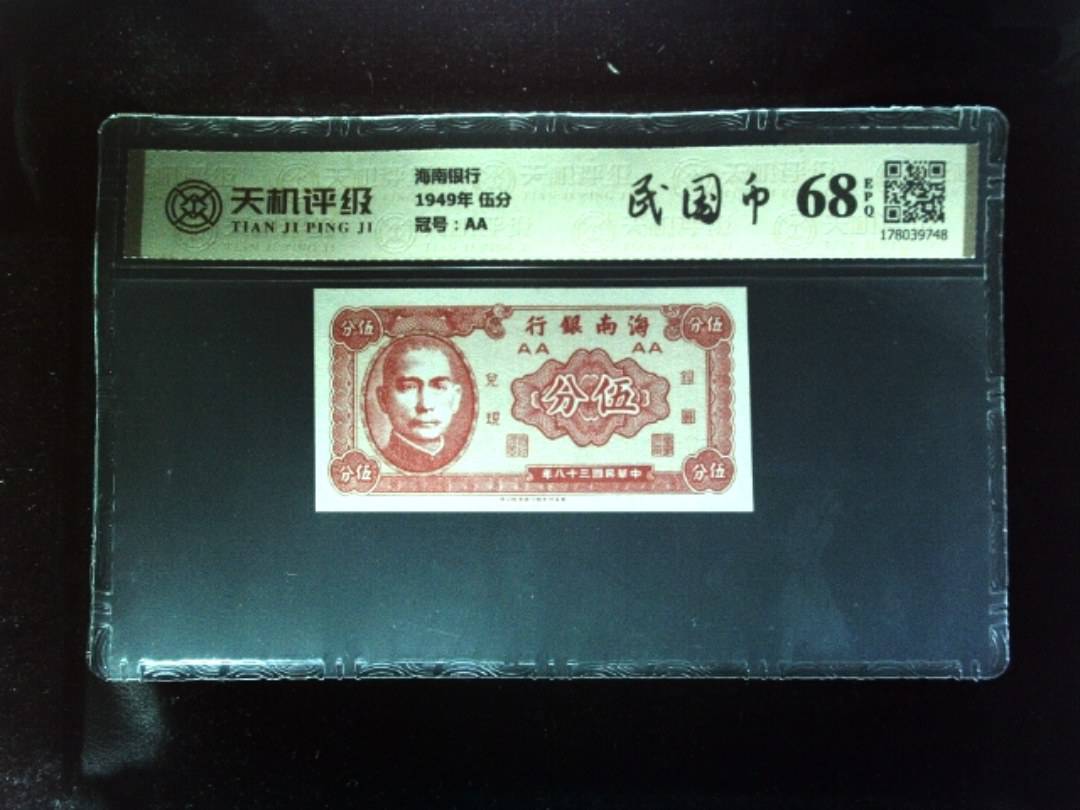 天机评级
TIAN JI PING JI
海南银行
1949年 伍分
冠号：AA
民国币
68
EPQ
178039748
分伍
行銀南海
分伍
AA AA
兌現
分伍
銀圓
分伍
年八十三國民華中
分伍